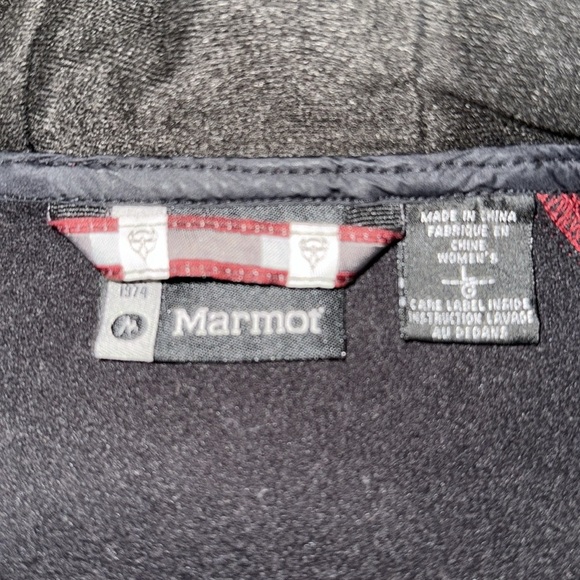 1974
M
Marmot
MADE IN CHINA
FABRIQUE EN
CHINE
WOMEN'S
L
G
CARE LABEL INSIDE
INSTRUCTION LAVAGE
AU DEDANS